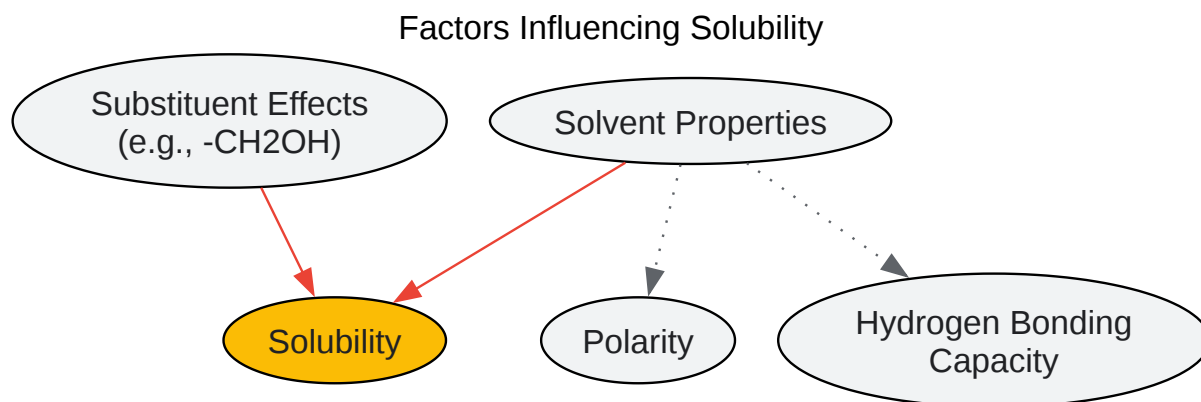 Factors Influencing Solubility
Substituent Effects
(e.g., -CH2OH)
Solvent Properties
Solubility
Polarity
Hydrogen Bonding
Capacity